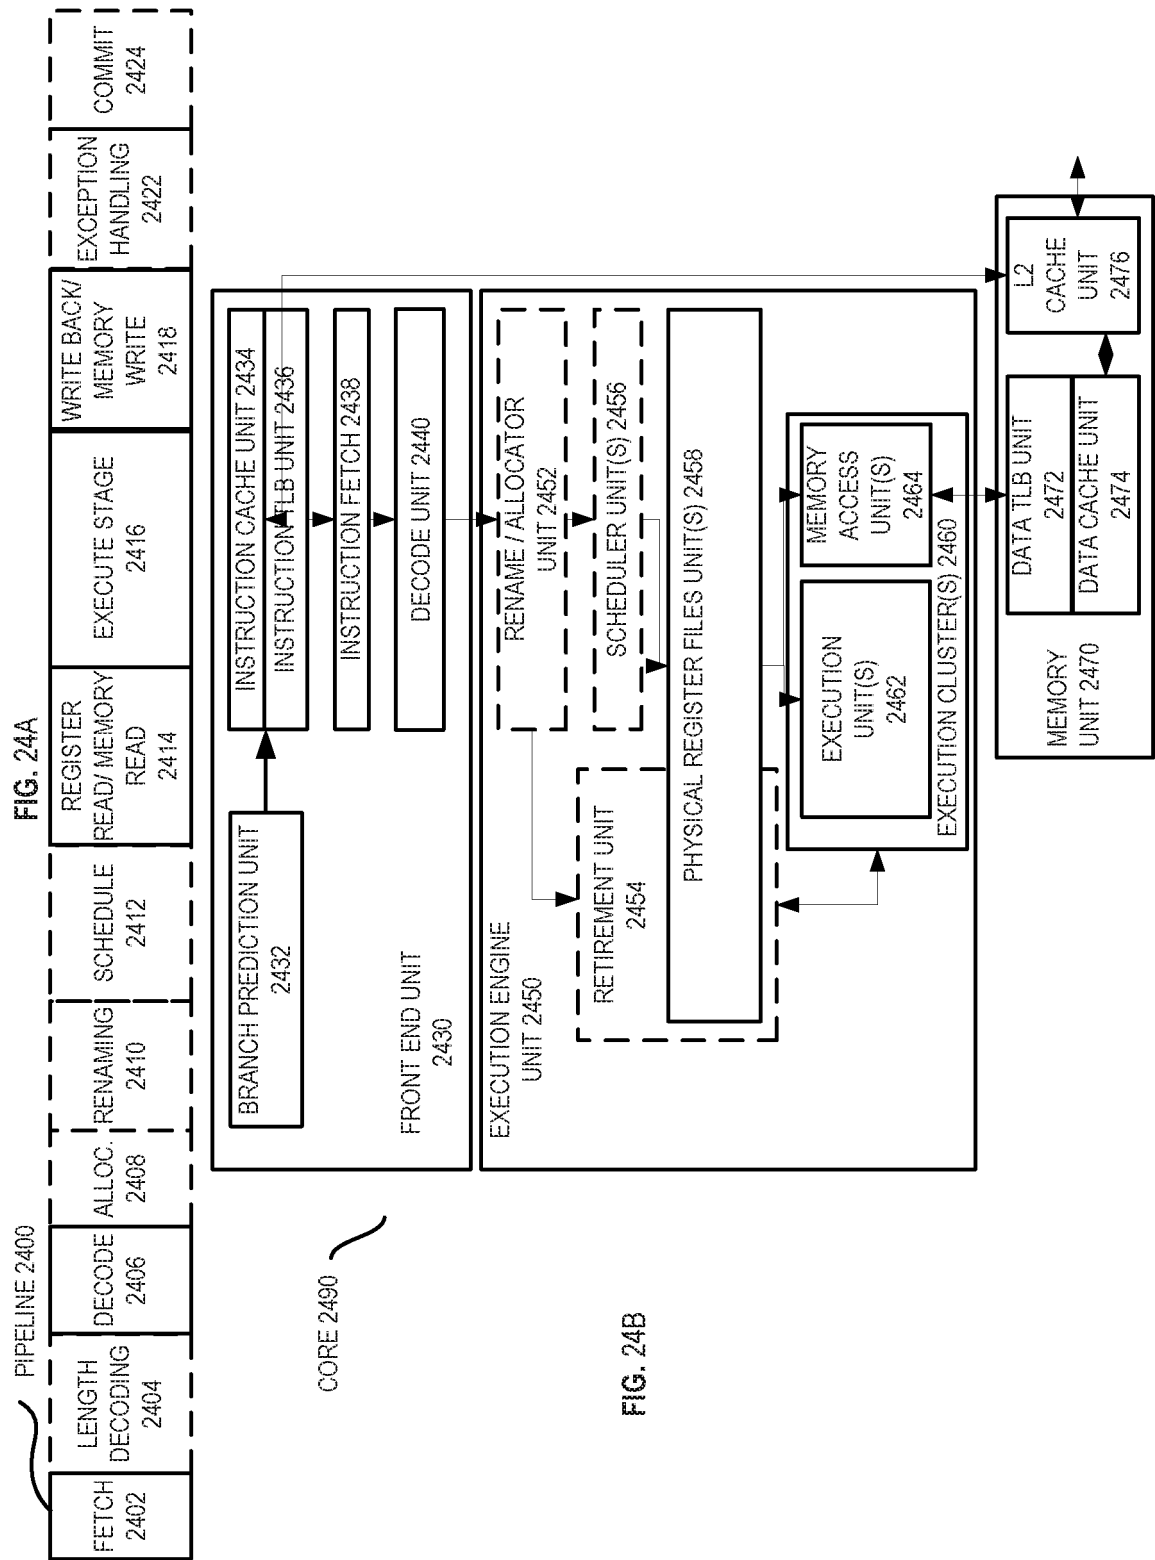 FIG. 24A
PIPELINE 2400
FETCH
2402
LENGTH
DECODING
2404
DECODE
2406
ALLOC.
2408
RENAMING
2410
SCHEDULE
2412
REGISTER
READ/ MEMORY
READ
2414
EXECUTE STAGE
2416
WRITE BACK/
MEMORY
WRITE
2418
EXCEPTION
HANDLING
2422
COMMIT
2424
CORE 2490
BRANCH PREDICTION UNIT
2432
INSTRUCTION CACHE UNIT 2434
INSTRUCTION TLB UNIT 2436
INSTRUCTION FETCH 2438
DECODE UNIT 2440
FRONT END UNIT
2430
EXECUTION ENGINE
UNIT 2450
RENAME / ALLOCATOR
UNIT 2452
RETIREMENT UNIT
2454
SCHEDULER UNIT(S) 2456
PHYSICAL REGISTER FILES UNIT(S) 2458
EXECUTION
UNIT(S)
2462
MEMORY
ACCESS
UNIT(S)
2464
EXECUTION CLUSTER(S) 2460
MEMORY
UNIT 2470
DATA TLB UNIT
2472
DATA CACHE UNIT
2474
L2
CACHE
UNIT
2476
FIG. 24B